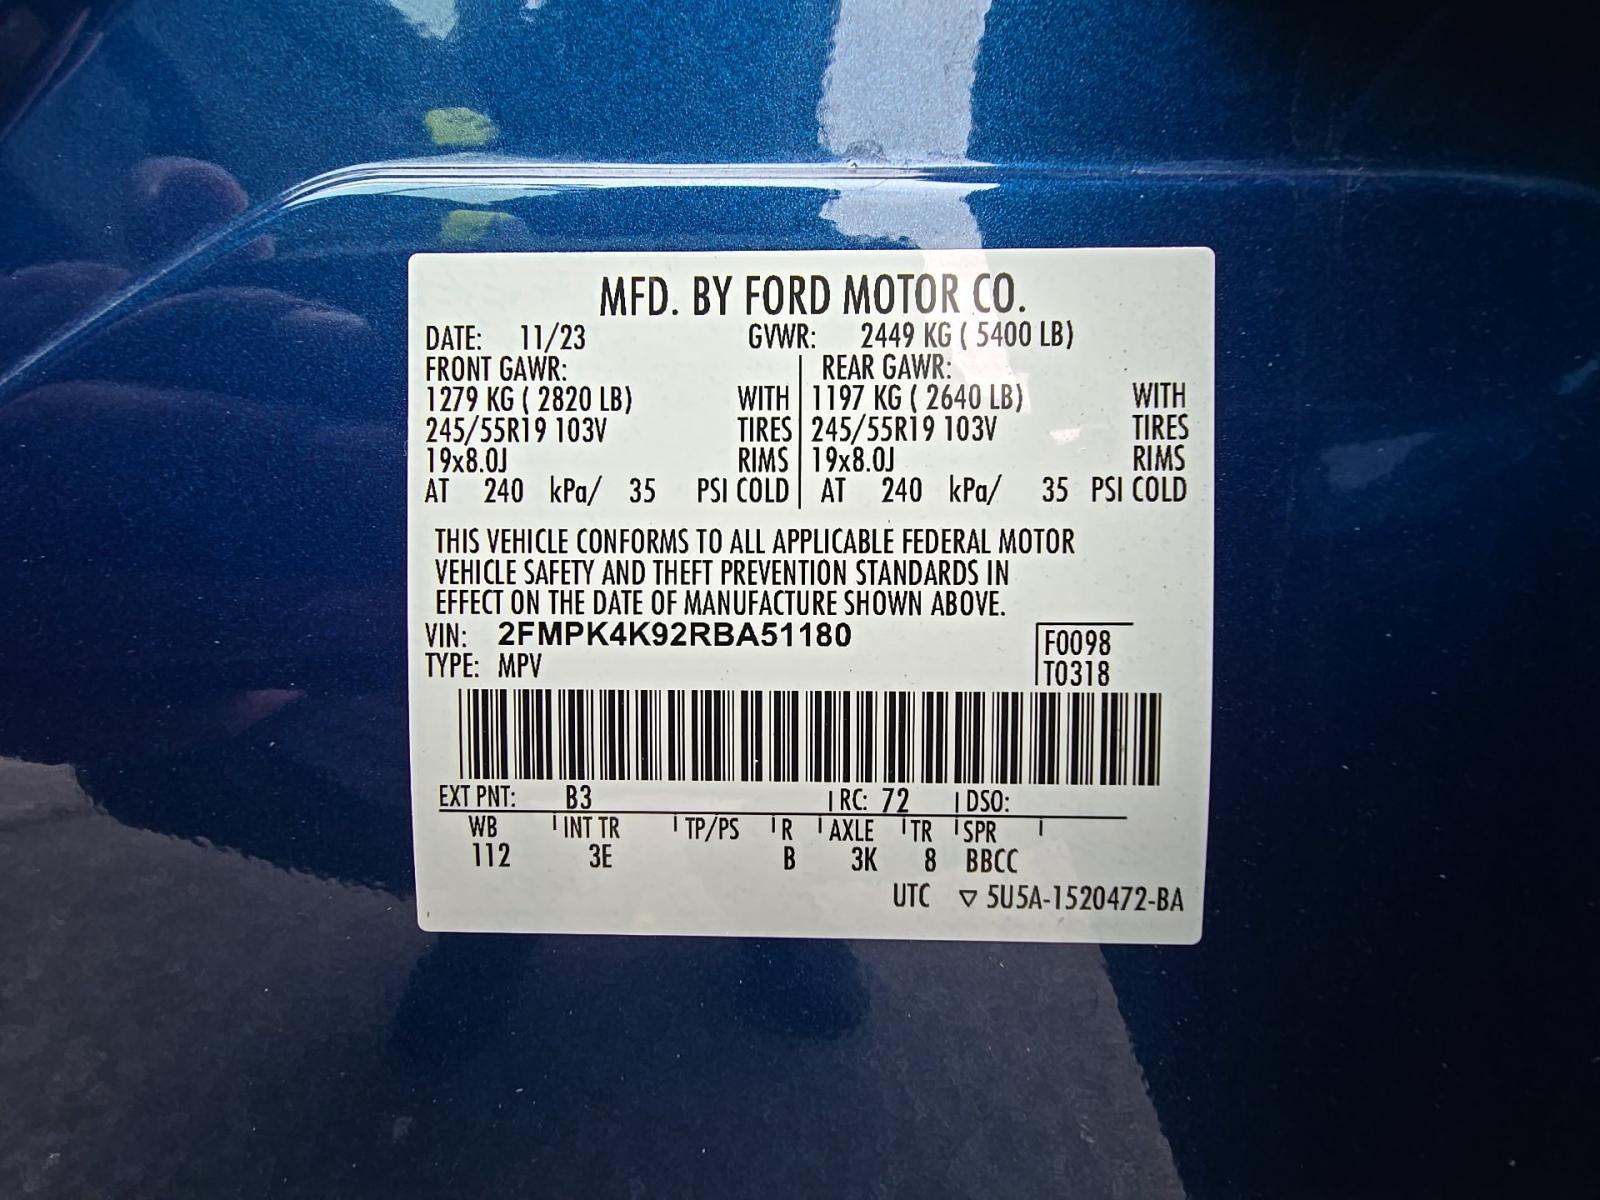 MFD. BY FORD MOTOR CO.
DATE: 11/23 GVWR: 2449 KG ( 5400 LB)
FRONT GAWR: REAR GAWR:
1279 KG ( 2820 LB) WITH 1197 KG ( 2640 LB) WITH
245/55R19 103V TIRES 245/55R19 103V TIRES
19x8.0J RIMS 19x8.0J RIMS
AT 240 kPa/ 35 PSI COLD AT 240 kPa/ 35 PSI COLD
THIS VEHICLE CONFORMS TO ALL APPLICABLE FEDERAL MOTOR
VEHICLE SAFETY AND THEFT PREVENTION STANDARDS IN
EFFECT ON THE DATE OF MANUFACTURE SHOWN ABOVE.
VIN: 2FMPK4K92RBA51180 F0098
TYPE: MPV T0318
EXT PNT: B3 RC: 72 DSO:
WB INT TR TP/PS R AXLE TR SPR
112 3E B 3K 8 BBCC
UTC ▽ 5U5A-1520472-BA